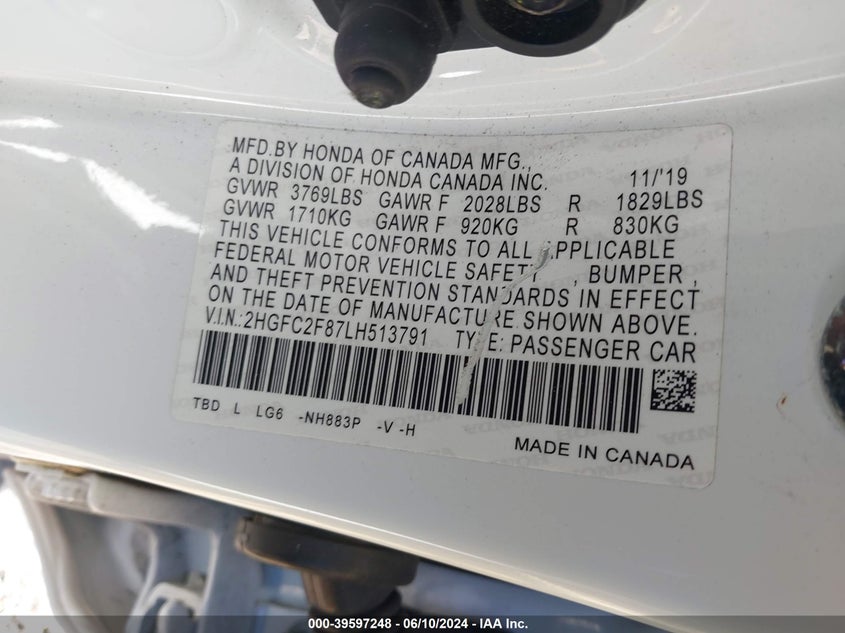 MFD.BY HONDA OF CANADA MFG.,
A DIVISION OF HONDA CANADA INC. 11/'19
GVWR 3769LBS GAWR F 2028LBS R 1829LBS
GVWR 1710KG GAWR F 920KG R 830KG
THIS VEHICLE CONFORMS TO ALL APPLICABLE
FEDERAL MOTOR VEHICLE SAFETY, BUMPER,
AND THEFT PREVENTION STANDARDS IN EFFECT
ON THE DATE OF MANUFACTURE SHOWN ABOVE.
V.I.N.:2HGFC2F87LH513791 TYPE: PASSENGER CAR
TBD L LG6 -NH883P -V -H
MADE IN CANADA
000-39597248 - 06/10/2024 - IAA Inc.